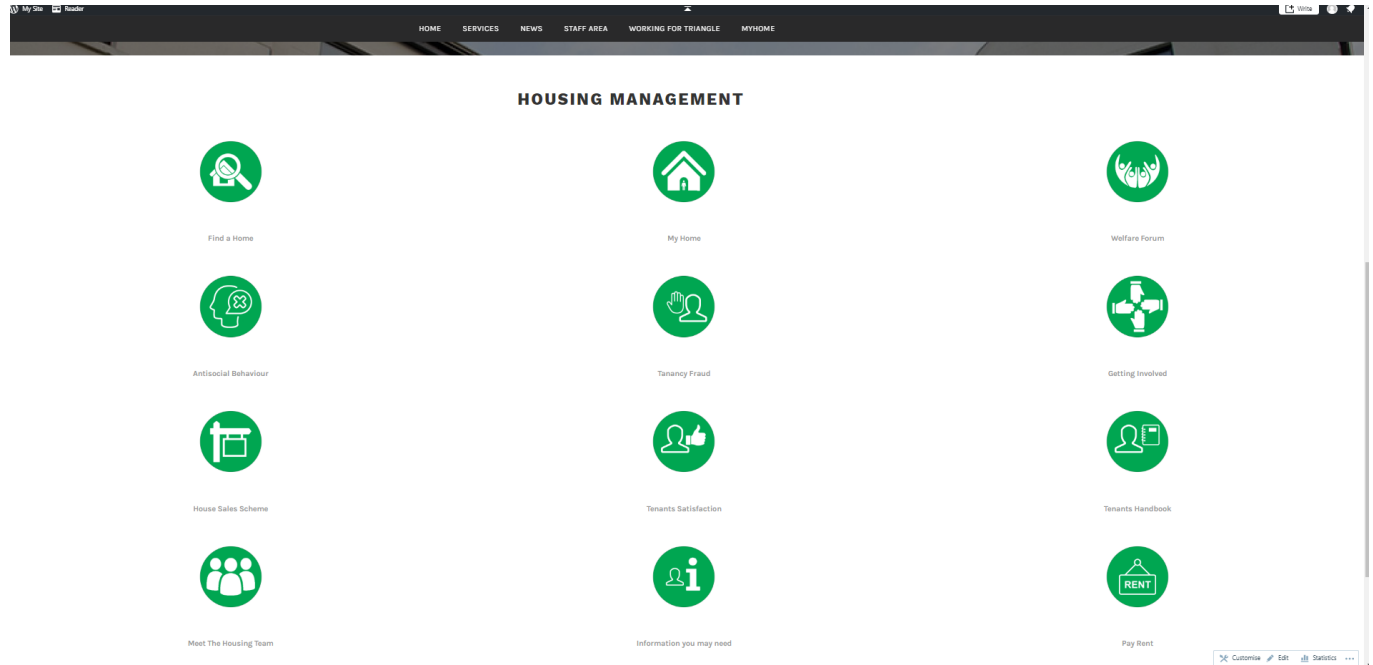 My Site Reader Write
HOME SERVICES NEWS STAFF AREA WORKING FOR TRIANGLE MYHOME
HOUSING MANAGEMENT
Find a Home My Home Welfare Forum
Antisocial Behaviour Tanancy Fraud Getting Involved
House Sales Scheme Tenants Satisfaction Tenants Handbook
RENT
Meet The Housing Team Information you may need Pay Rent
Customise Edit Statistics